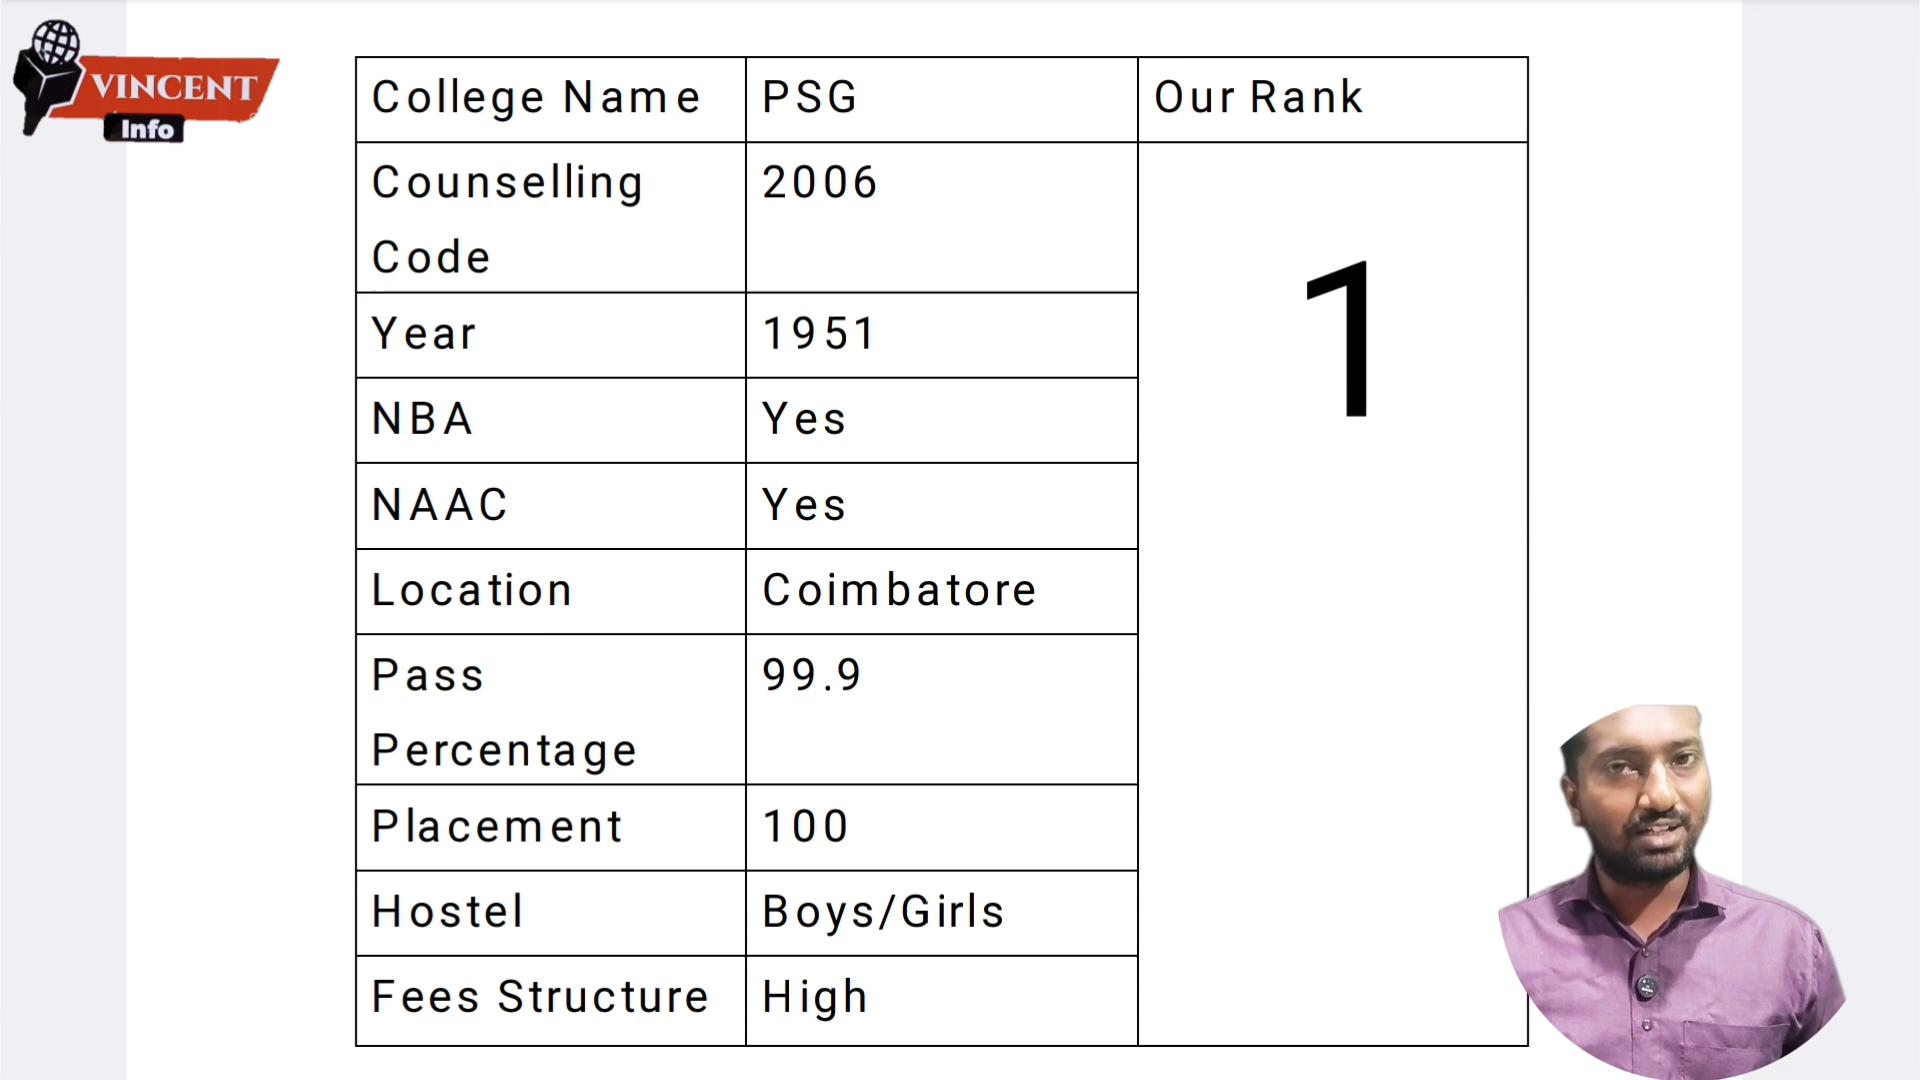 VINCENT
Info
College Name PSG Our Rank
Counselling Code 2006 1
Year 1951
NBA Yes
NAAC Yes
Location Coimbatore
Pass Percentage 99.9
Placement 100
Hostel Boys/Girls
Fees Structure High